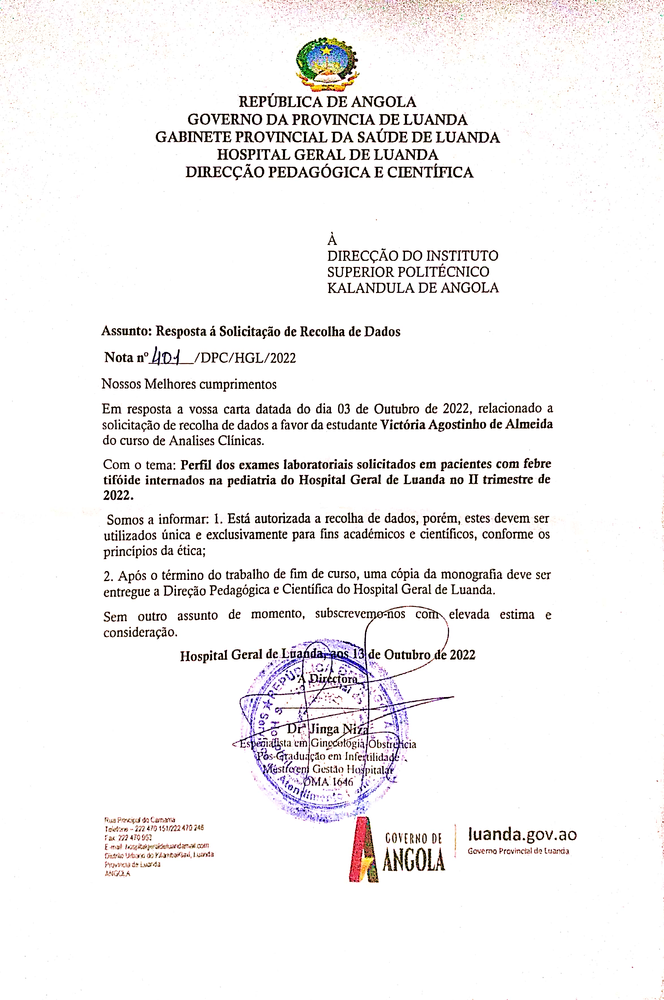 REPÚBLICA DE ANGOLA
GOVERNO DA PROVINCIA DE LUANDA
GABINETE PROVINCIAL DA SAÚDE DE LUANDA
HOSPITAL GERAL DE LUANDA
DIRECÇÃO PEDAGÓGICA E CIENTÍFICA
À
DIRECÇÃO DO INSTITUTO
SUPERIOR POLITÉCNICO
KALANDULA DE ANGOLA
Assunto: Resposta á Solicitação de Recolha de Dados
Nota nº 401 /DPC/HGL/2022
Nossos Melhores cumprimentos
Em resposta a vossa carta datada do dia 03 de Outubro de 2022, relacionado a
solicitação de recolha de dados a favor da estudante Victória Agostinho de Almeida
do curso de Analises Clínicas.
Com o tema: Perfil dos exames laboratoriais solicitados em pacientes com febre
tifóide internados na pediatria do Hospital Geral de Luanda no II trimestre de
2022.
Somos a informar: 1. Está autorizada a recolha de dados, porém, estes devem ser
utilizados única e exclusivamente para fins académicos e científicos, conforme os
princípios da ética;
2. Após o término do trabalho de fim de curso, uma cópia da monografia deve ser
entregue a Direção Pedagógica e Científica do Hospital Geral de Luanda.
Sem outro assunto de momento, subscrevemo-nos com elevada estima e
consideração.
Hospital Geral de Luanda, aos 13 de Outubro de 2022
A Directora
Drª Jinga Niza
Especialista em Ginecologia Obstretícia
Pós-Graduação em Infertilidade
Mestre em Gestão Hospitalar
OMA 1646
Rua Principal do Camama
Telefone – 222 470 151/222 470 248
Fax: 222 470
E-mail:
Distrito Urbano do Luanda
Província de Luanda
ANGOLA
GOVERNO DE
ANGOLA
luanda.gov.ao
Governo Provincial de Luanda